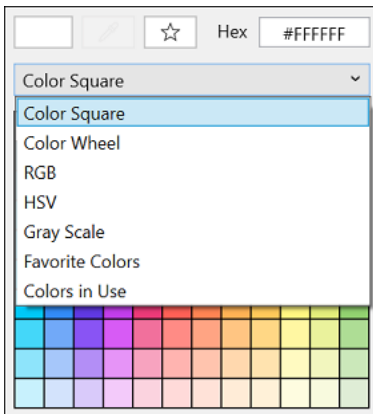 Hex #FFFFFF
Color Square
Color Square
Color Wheel
RGB
HSV
Gray Scale
Favorite Colors
Colors in Use